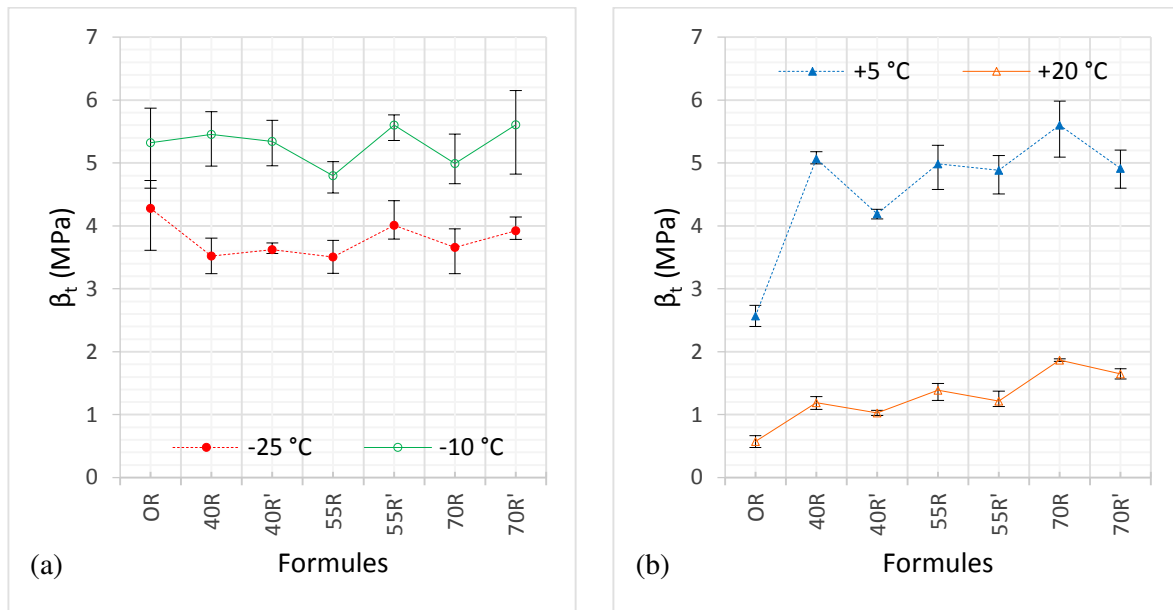 7
6
5
4
3
2
1
0
βt (MPa)
-25 °C
-10 °C
OR
40R
40R'
55R
55R'
70R
70R'
Formules
(a)
7
6
5
4
3
2
1
0
βt (MPa)
+5 °C
+20 °C
OR
40R
40R'
55R
55R'
70R
70R'
Formules
(b)